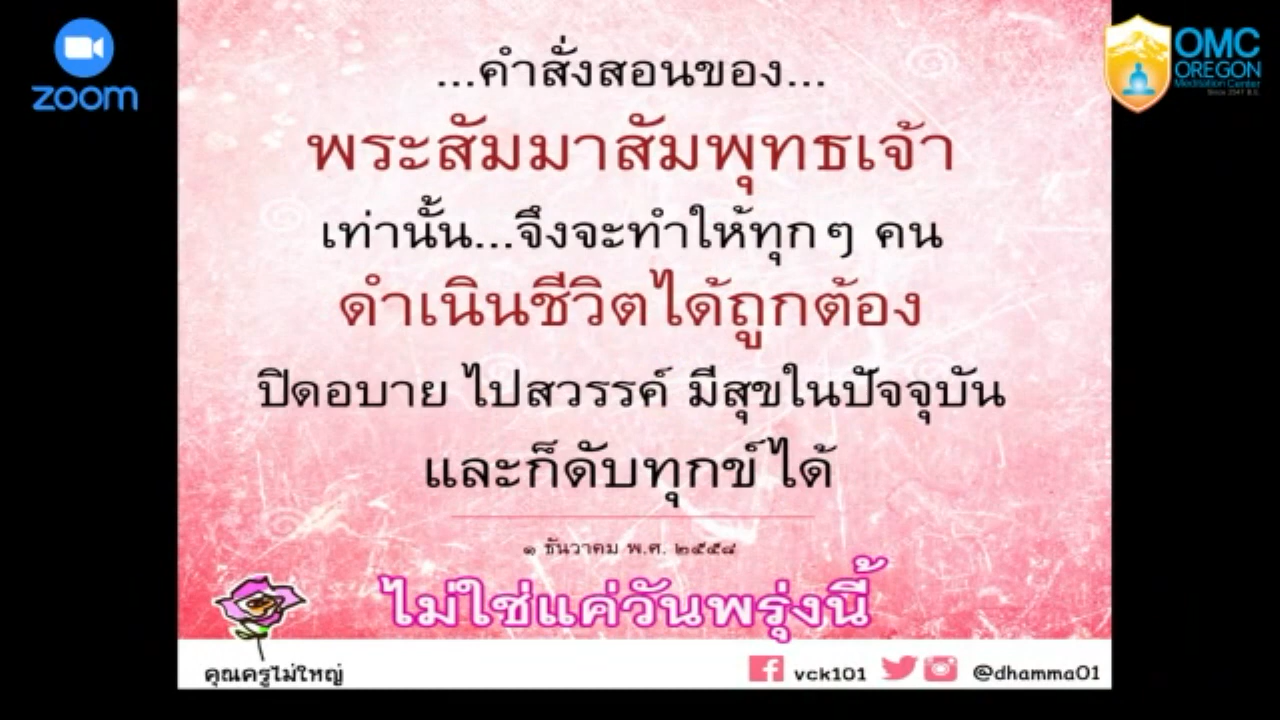 zoom
OMC
OREGON
Meditation Center
Since 2547 B.E.
...คำสั่งสอนของ...
พระสัมมาสัมพุทธเจ้า
เท่านั้น...จึงจะทำให้ทุกๆ คน
ดำเนินชีวิตได้ถูกต้อง
ปิดอบาย ไปสวรรค์ มีสุขในปัจจุบัน
และก็ดับทุกข์ได้
๑ ธันวาคม พ.ศ. ๒๕๕๘
ไม่ใช่แค่วันพรุ่งนี้
คุณครูไม่ใหญ่
vck101 @dhamma01